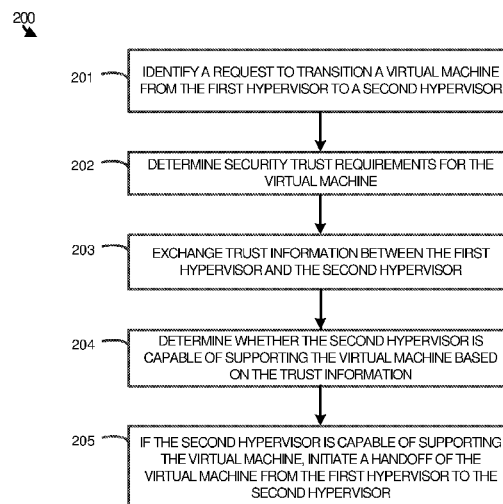 200
201
IDENTIFY A REQUEST TO TRANSITION A VIRTUAL MACHINE
FROM THE FIRST HYPERVISOR TO A SECOND HYPERVISOR
202
DETERMINE SECURITY TRUST REQUIREMENTS FOR THE
VIRTUAL MACHINE
203
EXCHANGE TRUST INFORMATION BETWEEN THE FIRST
HYPERVISOR AND THE SECOND HYPERVISOR
204
DETERMINE WHETHER THE SECOND HYPERVISOR IS
CAPABLE OF SUPPORTING THE VIRTUAL MACHINE BASED
ON THE TRUST INFORMATION
205
IF THE SECOND HYPERVISOR IS CAPABLE OF SUPPORTING
THE VIRTUAL MACHINE, INITIATE A HANDOFF OF THE
VIRTUAL MACHINE FROM THE FIRST HYPERVISOR TO THE
SECOND HYPERVISOR